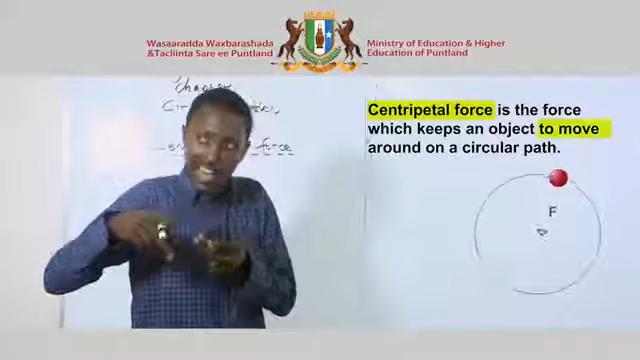 Wasaaradda Waxbarashada
&Tacliinta Sare ee Puntland
Ministry of Education & Higher
Education of Puntland
force
Centripetal force is the force
which keeps an object to move
around on a circular path.
F